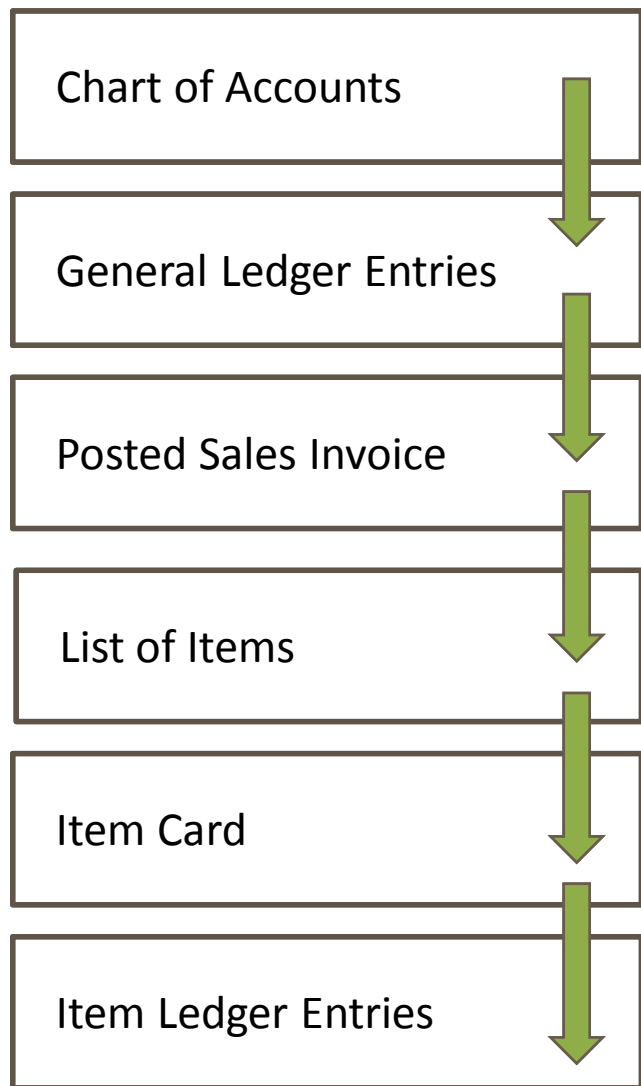 Chart of Accounts
General Ledger Entries
Posted Sales Invoice
List of Items
Item Card
Item Ledger Entries